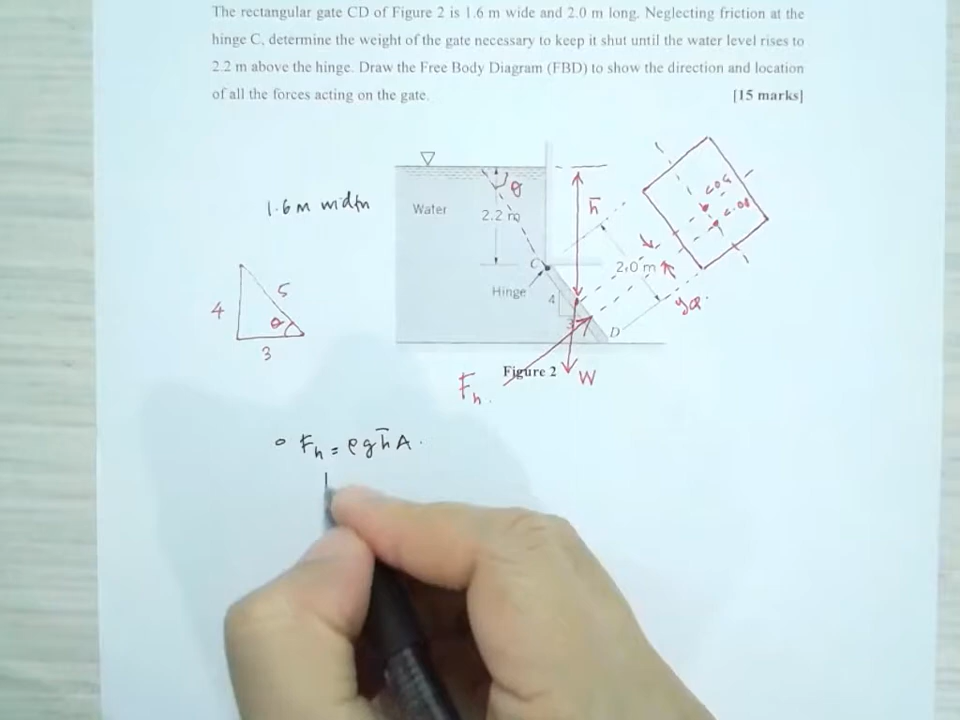 The rectangular gate CD of Figure 2 is 1.6 m wide and 2.0 m long. Neglecting friction at the
hinge C, determine the weight of the gate necessary to keep it shut until the water level rises to
2.2 m above the hinge. Draw the Free Body Diagram (FBD) to show the direction and location
of all the forces acting on the gate. [15 marks]
1.6 m width
θ
Water
2.2 m
h̄
C.O.G
C.O.P
4
5
θ
3
C
2.0 m
Hinge
4
3
D
Fh.
Figure 2
W
Fh = ρgh̄A.